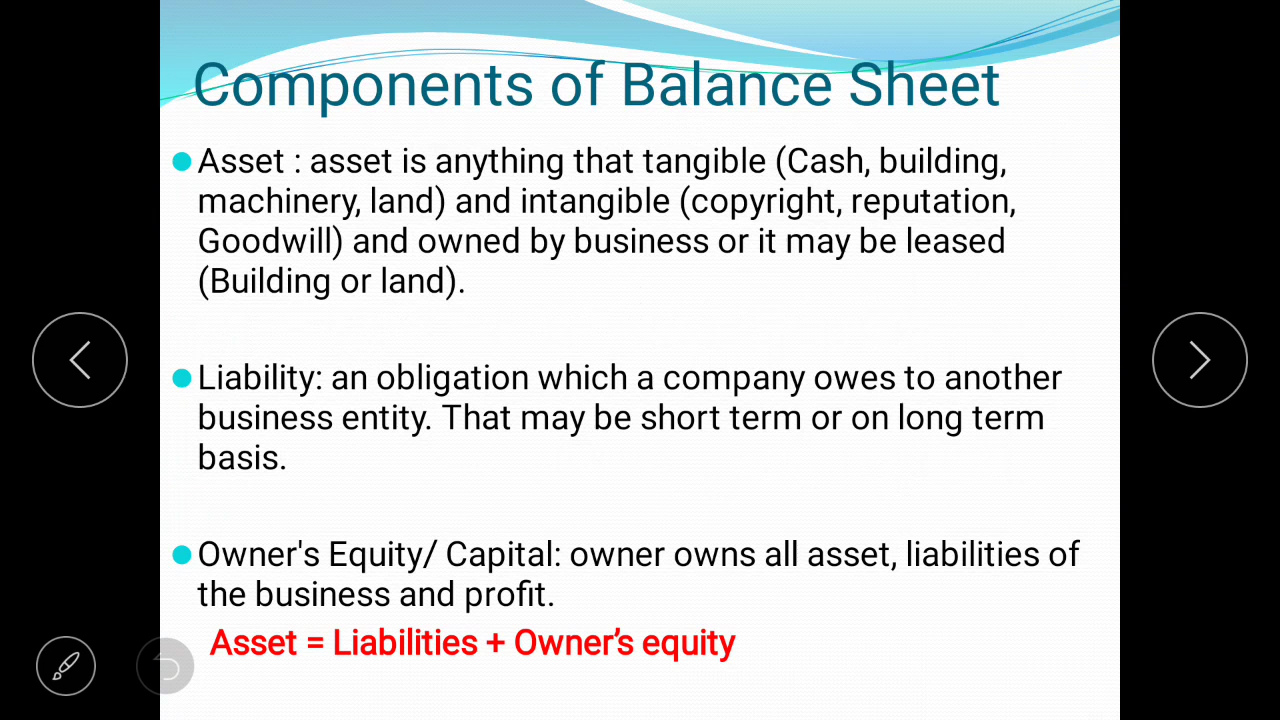 Components of Balance Sheet
Asset : asset is anything that tangible (Cash, building,
machinery, land) and intangible (copyright, reputation,
Goodwill) and owned by business or it may be leased
(Building or land).
Liability: an obligation which a company owes to another
business entity. That may be short term or on long term
basis.
Owner's Equity/ Capital: owner owns all asset, liabilities of
the business and profit.
Asset = Liabilities + Owner’s equity